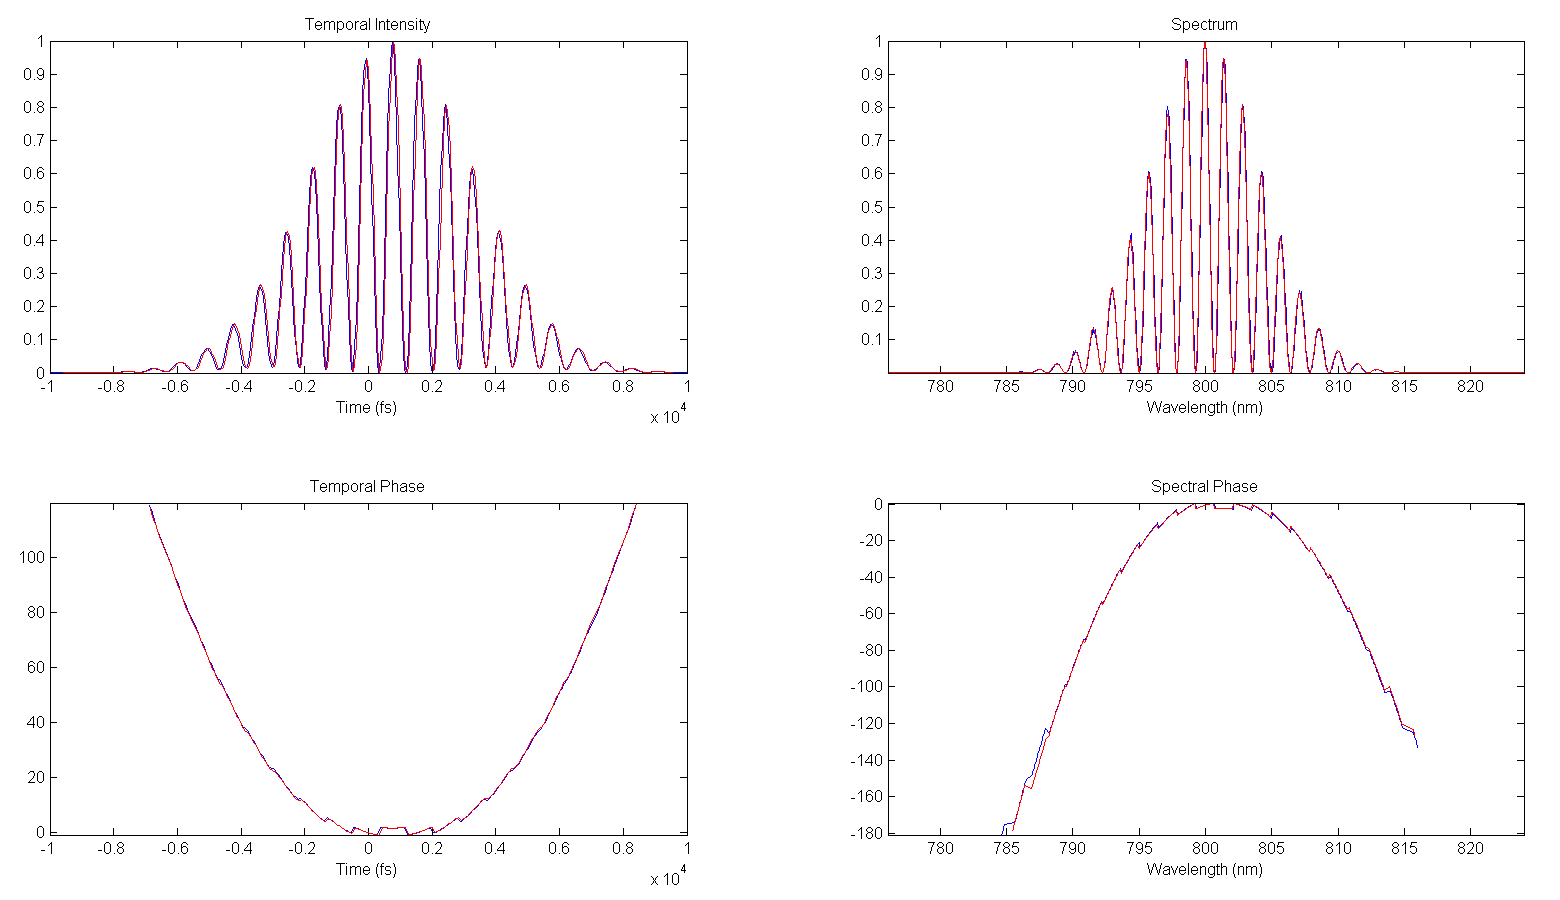 Temporal Intensity
1
0.9
0.8
0.7
0.6
0.5
0.4
0.3
0.2
0.1
0
-1 -0.8 -0.6 -0.4 -0.2 0 0.2 0.4 0.6 0.8 1
Time (fs)
x 10^4
Spectrum
1
0.9
0.8
0.7
0.6
0.5
0.4
0.3
0.2
0.1
780 785 790 795 800 805 810 815 820
Wavelength (nm)
Temporal Phase
100
80
60
40
20
0
-1 -0.8 -0.6 -0.4 -0.2 0 0.2 0.4 0.6 0.8 1
Time (fs)
x 10^4
Spectral Phase
0
-20
-40
-60
-80
-100
-120
-140
-160
-180
780 785 790 795 800 805 810 815 820
Wavelength (nm)